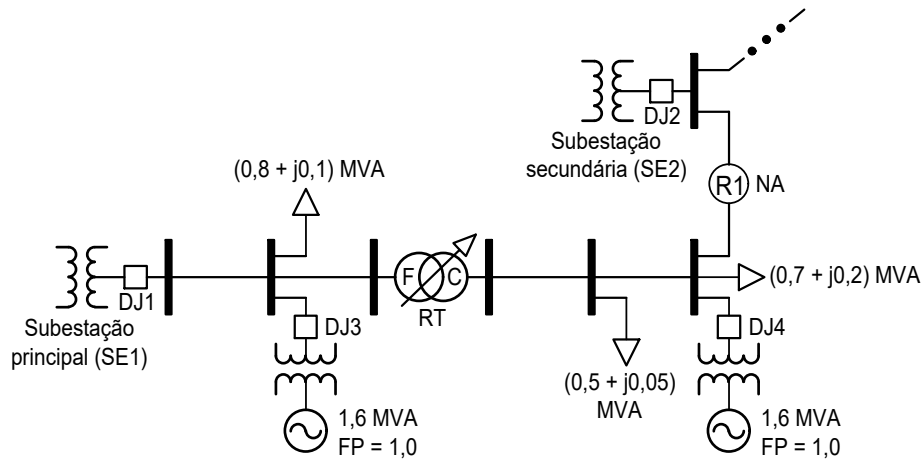 DJ2
Subestação
secundária (SE2)
(0,8 + j0,1) MVA
R1
NA
F
C
RT
DJ1
Subestação
principal (SE1)
DJ3
(0,7 + j0,2) MVA
DJ4
(0,5 + j0,05)
MVA
1,6 MVA
FP = 1,0
1,6 MVA
FP = 1,0